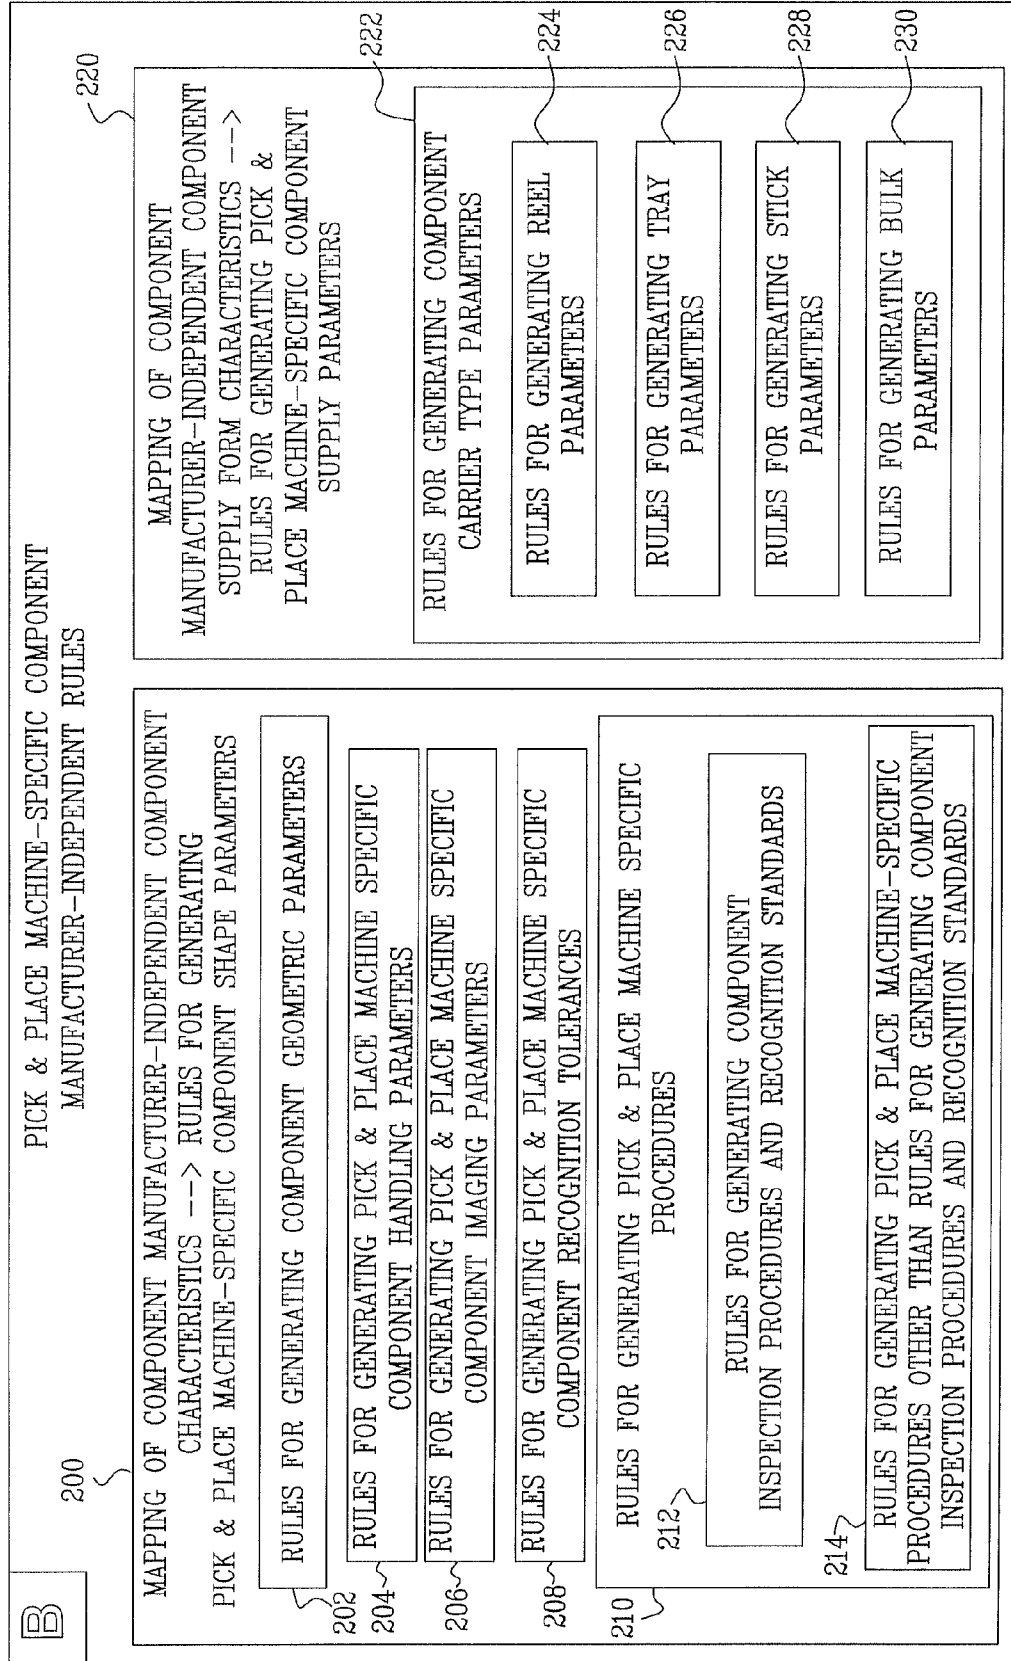 B
PICK & PLACE MACHINE-SPECIFIC COMPONENT
MANUFACTURER-INDEPENDENT RULES
200
MAPPING OF COMPONENT MANUFACTURER-INDEPENDENT COMPONENT
CHARACTERISTICS --> RULES FOR GENERATING
PICK & PLACE MACHINE-SPECIFIC COMPONENT SHAPE PARAMETERS
RULES FOR GENERATING COMPONENT GEOMETRIC PARAMETERS
202
RULES FOR GENERATING PICK & PLACE MACHINE SPECIFIC
COMPONENT HANDLING PARAMETERS
204
RULES FOR GENERATING PICK & PLACE MACHINE SPECIFIC
COMPONENT IMAGING PARAMETERS
206
RULES FOR GENERATING PICK & PLACE MACHINE SPECIFIC
COMPONENT RECOGNITION TOLERANCES
208
RULES FOR GENERATING PICK & PLACE MACHINE SPECIFIC
PROCEDURES
210
212
RULES FOR GENERATING COMPONENT
INSPECTION PROCEDURES AND RECOGNITION STANDARDS
214
RULES FOR GENERATING PICK & PLACE MACHINE-SPECIFIC
PROCEDURES OTHER THAN RULES FOR GENERATING COMPONENT
INSPECTION PROCEDURES AND RECOGNITION STANDARDS
220
MAPPING OF COMPONENT
MANUFACTURER-INDEPENDENT COMPONENT
SUPPLY FORM CHARACTERISTICS -->
RULES FOR GENERATING PICK &
PLACE MACHINE-SPECIFIC COMPONENT
SUPPLY PARAMETERS
222
RULES FOR GENERATING COMPONENT
CARRIER TYPE PARAMETERS
RULES FOR GENERATING REEL
PARAMETERS
224
RULES FOR GENERATING TRAY
PARAMETERS
226
RULES FOR GENERATING STICK
PARAMETERS
228
RULES FOR GENERATING BULK
PARAMETERS
230